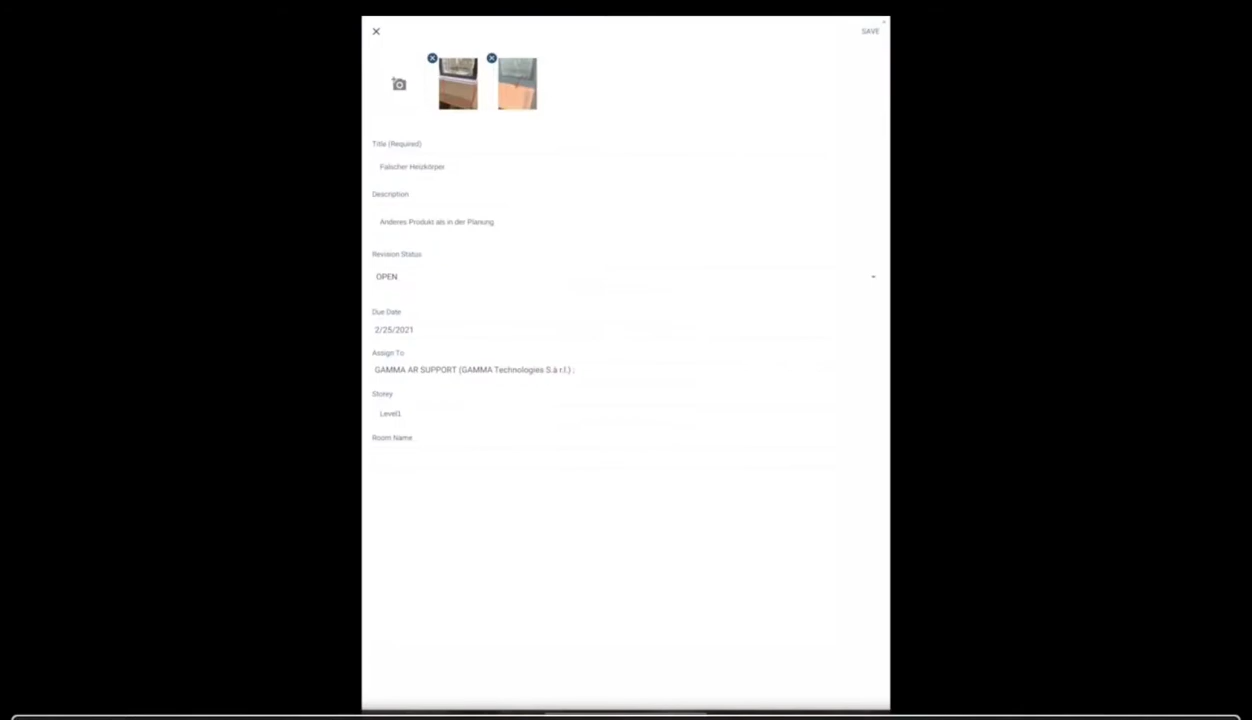 SAVE
Title (Required)
Falscher Heizkörper
Description
Anderes Produkt als in der Planung
Revision Status
OPEN
Due Date
2/25/2021
Assign To
GAMMA AR SUPPORT (GAMMA Technologies S.à r.l.) ;
Storey
Level1
Room Name